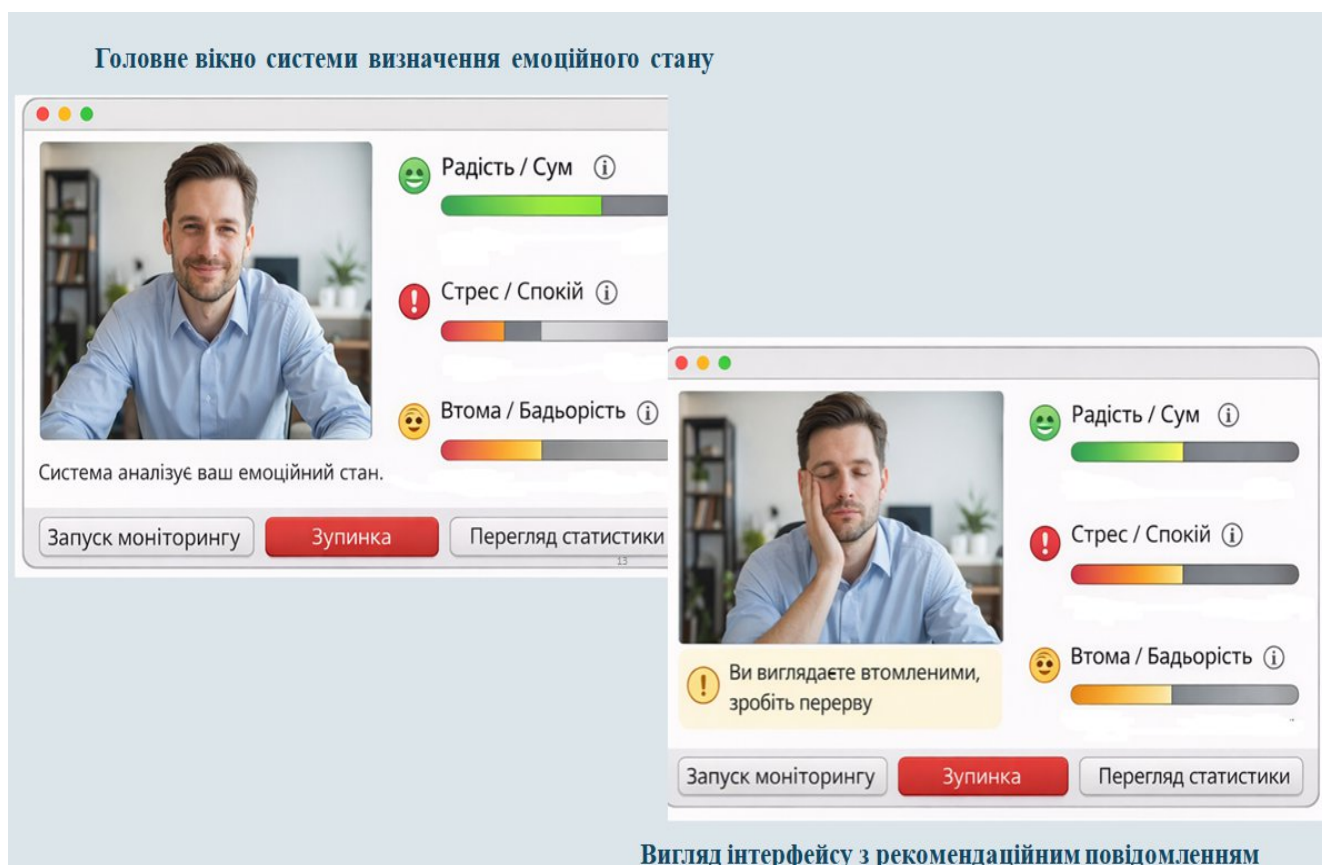 Головне вікно системи визначення емоційного стану
Радість / Сум
Стрес / Спокій
Втома / Бадьорість
Система аналізує ваш емоційний стан.
Запуск моніторингу
Зупинка
Перегляд статистики
13
Радість / Сум
Стрес / Спокій
Втома / Бадьорість
Ви виглядаєте втомленими,
зробіть перерву
Запуск моніторингу
Зупинка
Перегляд статистики
Вигляд інтерфейсу з рекомендаційним повідомленням